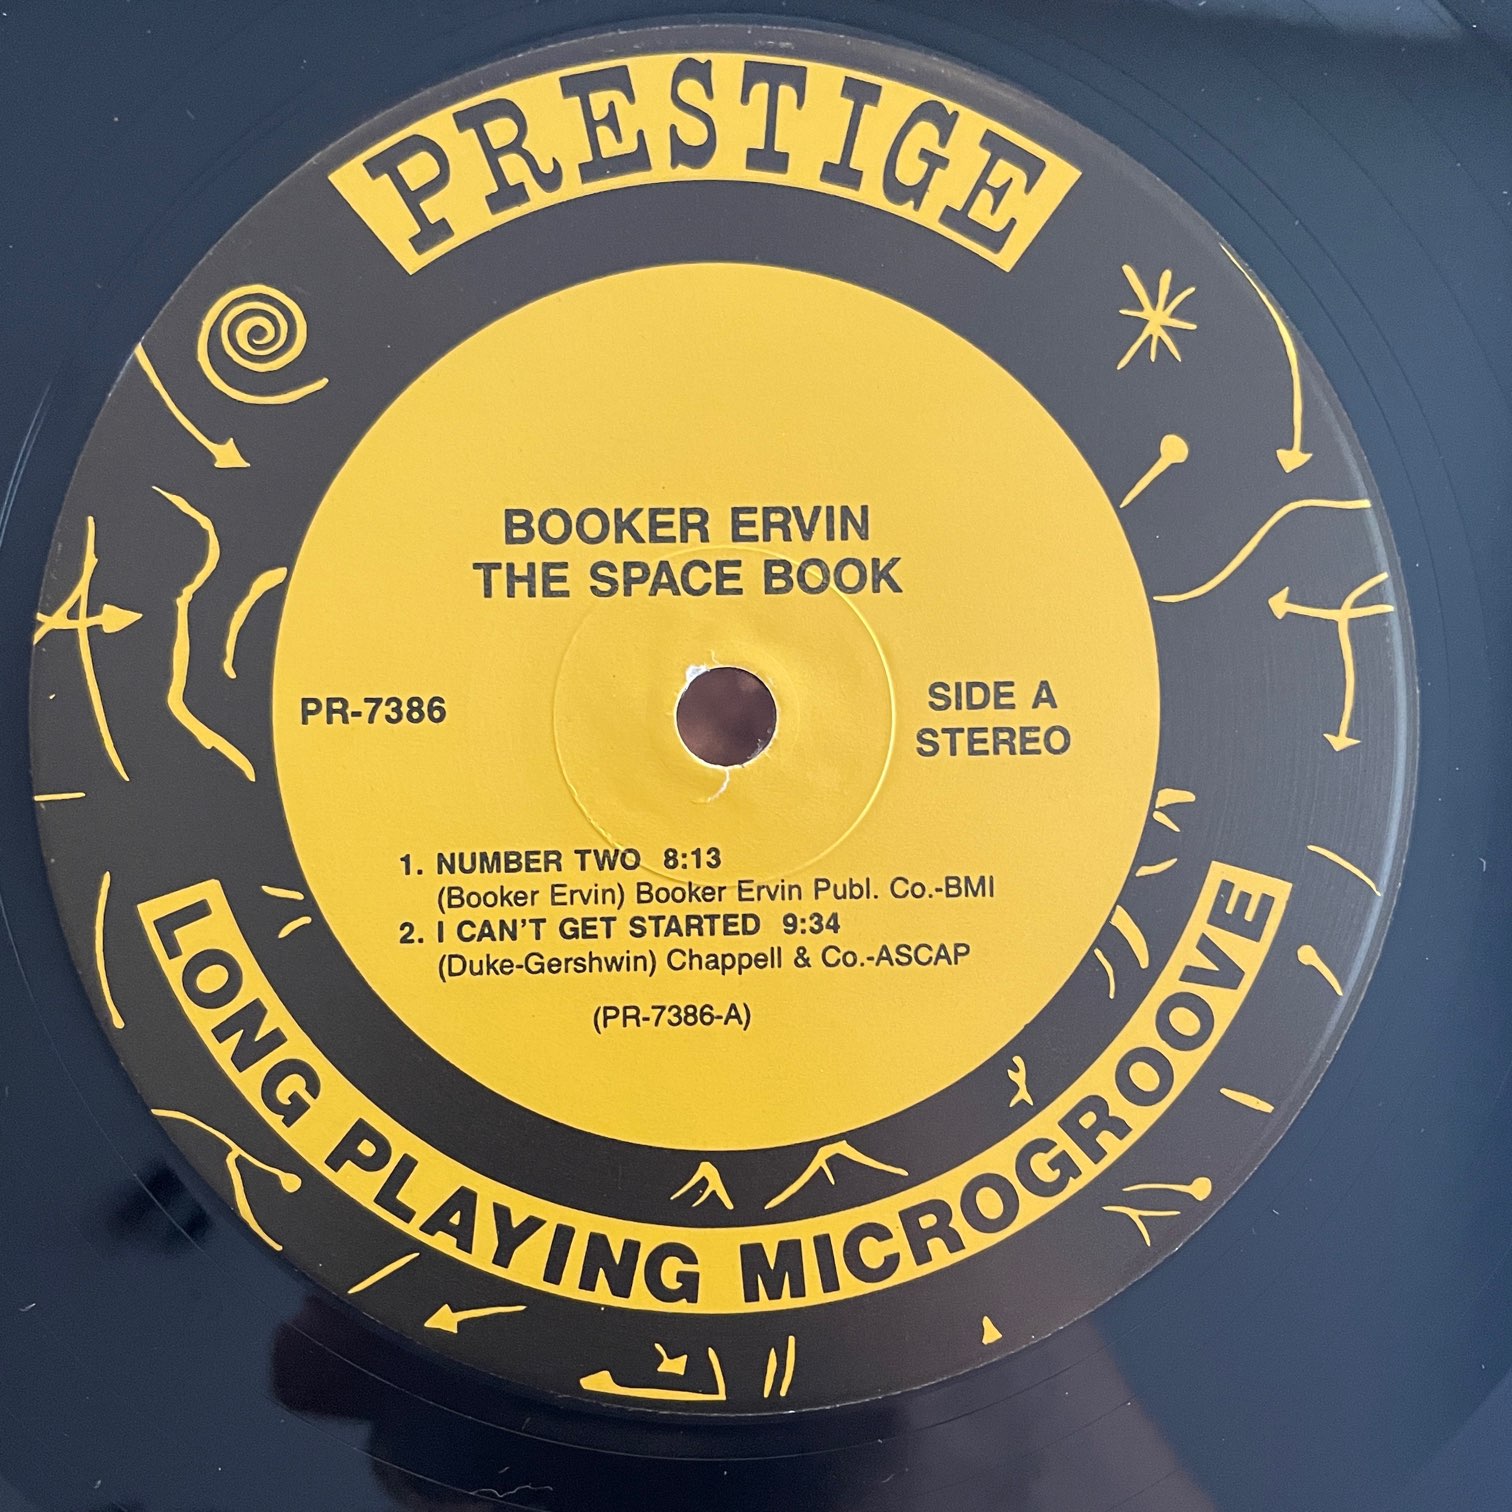 PRESTIGE
BOOKER ERVIN
THE SPACE BOOK
PR-7386
SIDE A
STEREO
1. NUMBER TWO 8:13
(Booker Ervin) Booker Ervin Publ. Co.-BMI
2. I CAN'T GET STARTED 9:34
(Duke-Gershwin) Chappell & Co.-ASCAP
(PR-7386-A)
LONG PLAYING MICROGROOVE